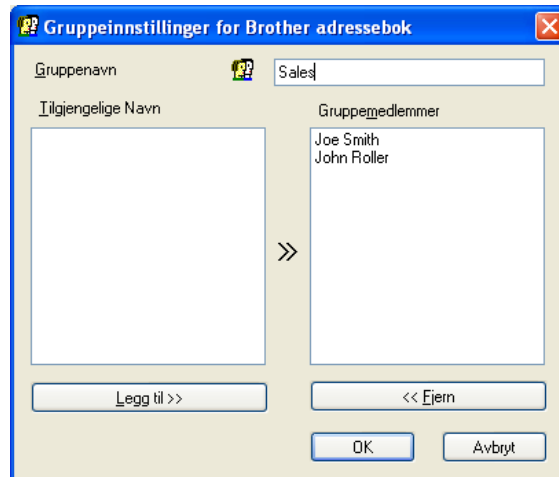 Gruppeinnstillinger for Brother adressebok
Gruppenavn
Sales
Tilgjengelige Navn
Gruppemedlemmer
Joe Smith
John Roller
>>
Legg til >>
<< Fjern
OK
Avbryt